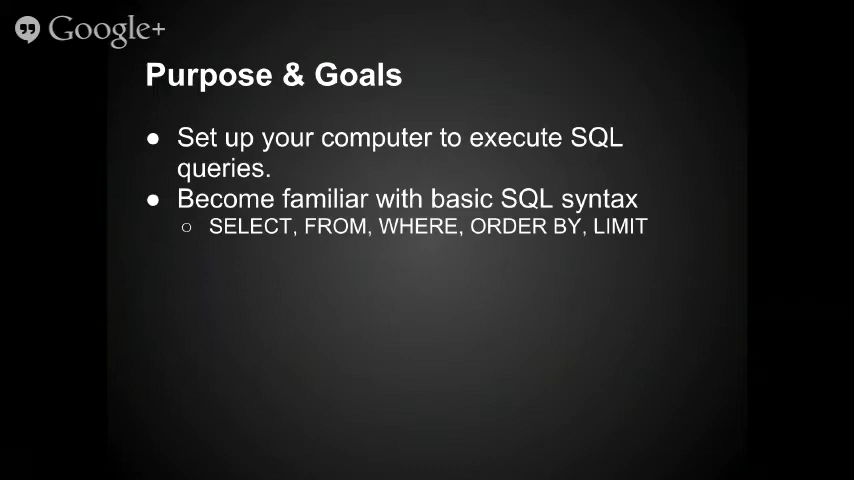 Google+
Purpose & Goals
● Set up your computer to execute SQL
queries.
● Become familiar with basic SQL syntax
○ SELECT, FROM, WHERE, ORDER BY, LIMIT